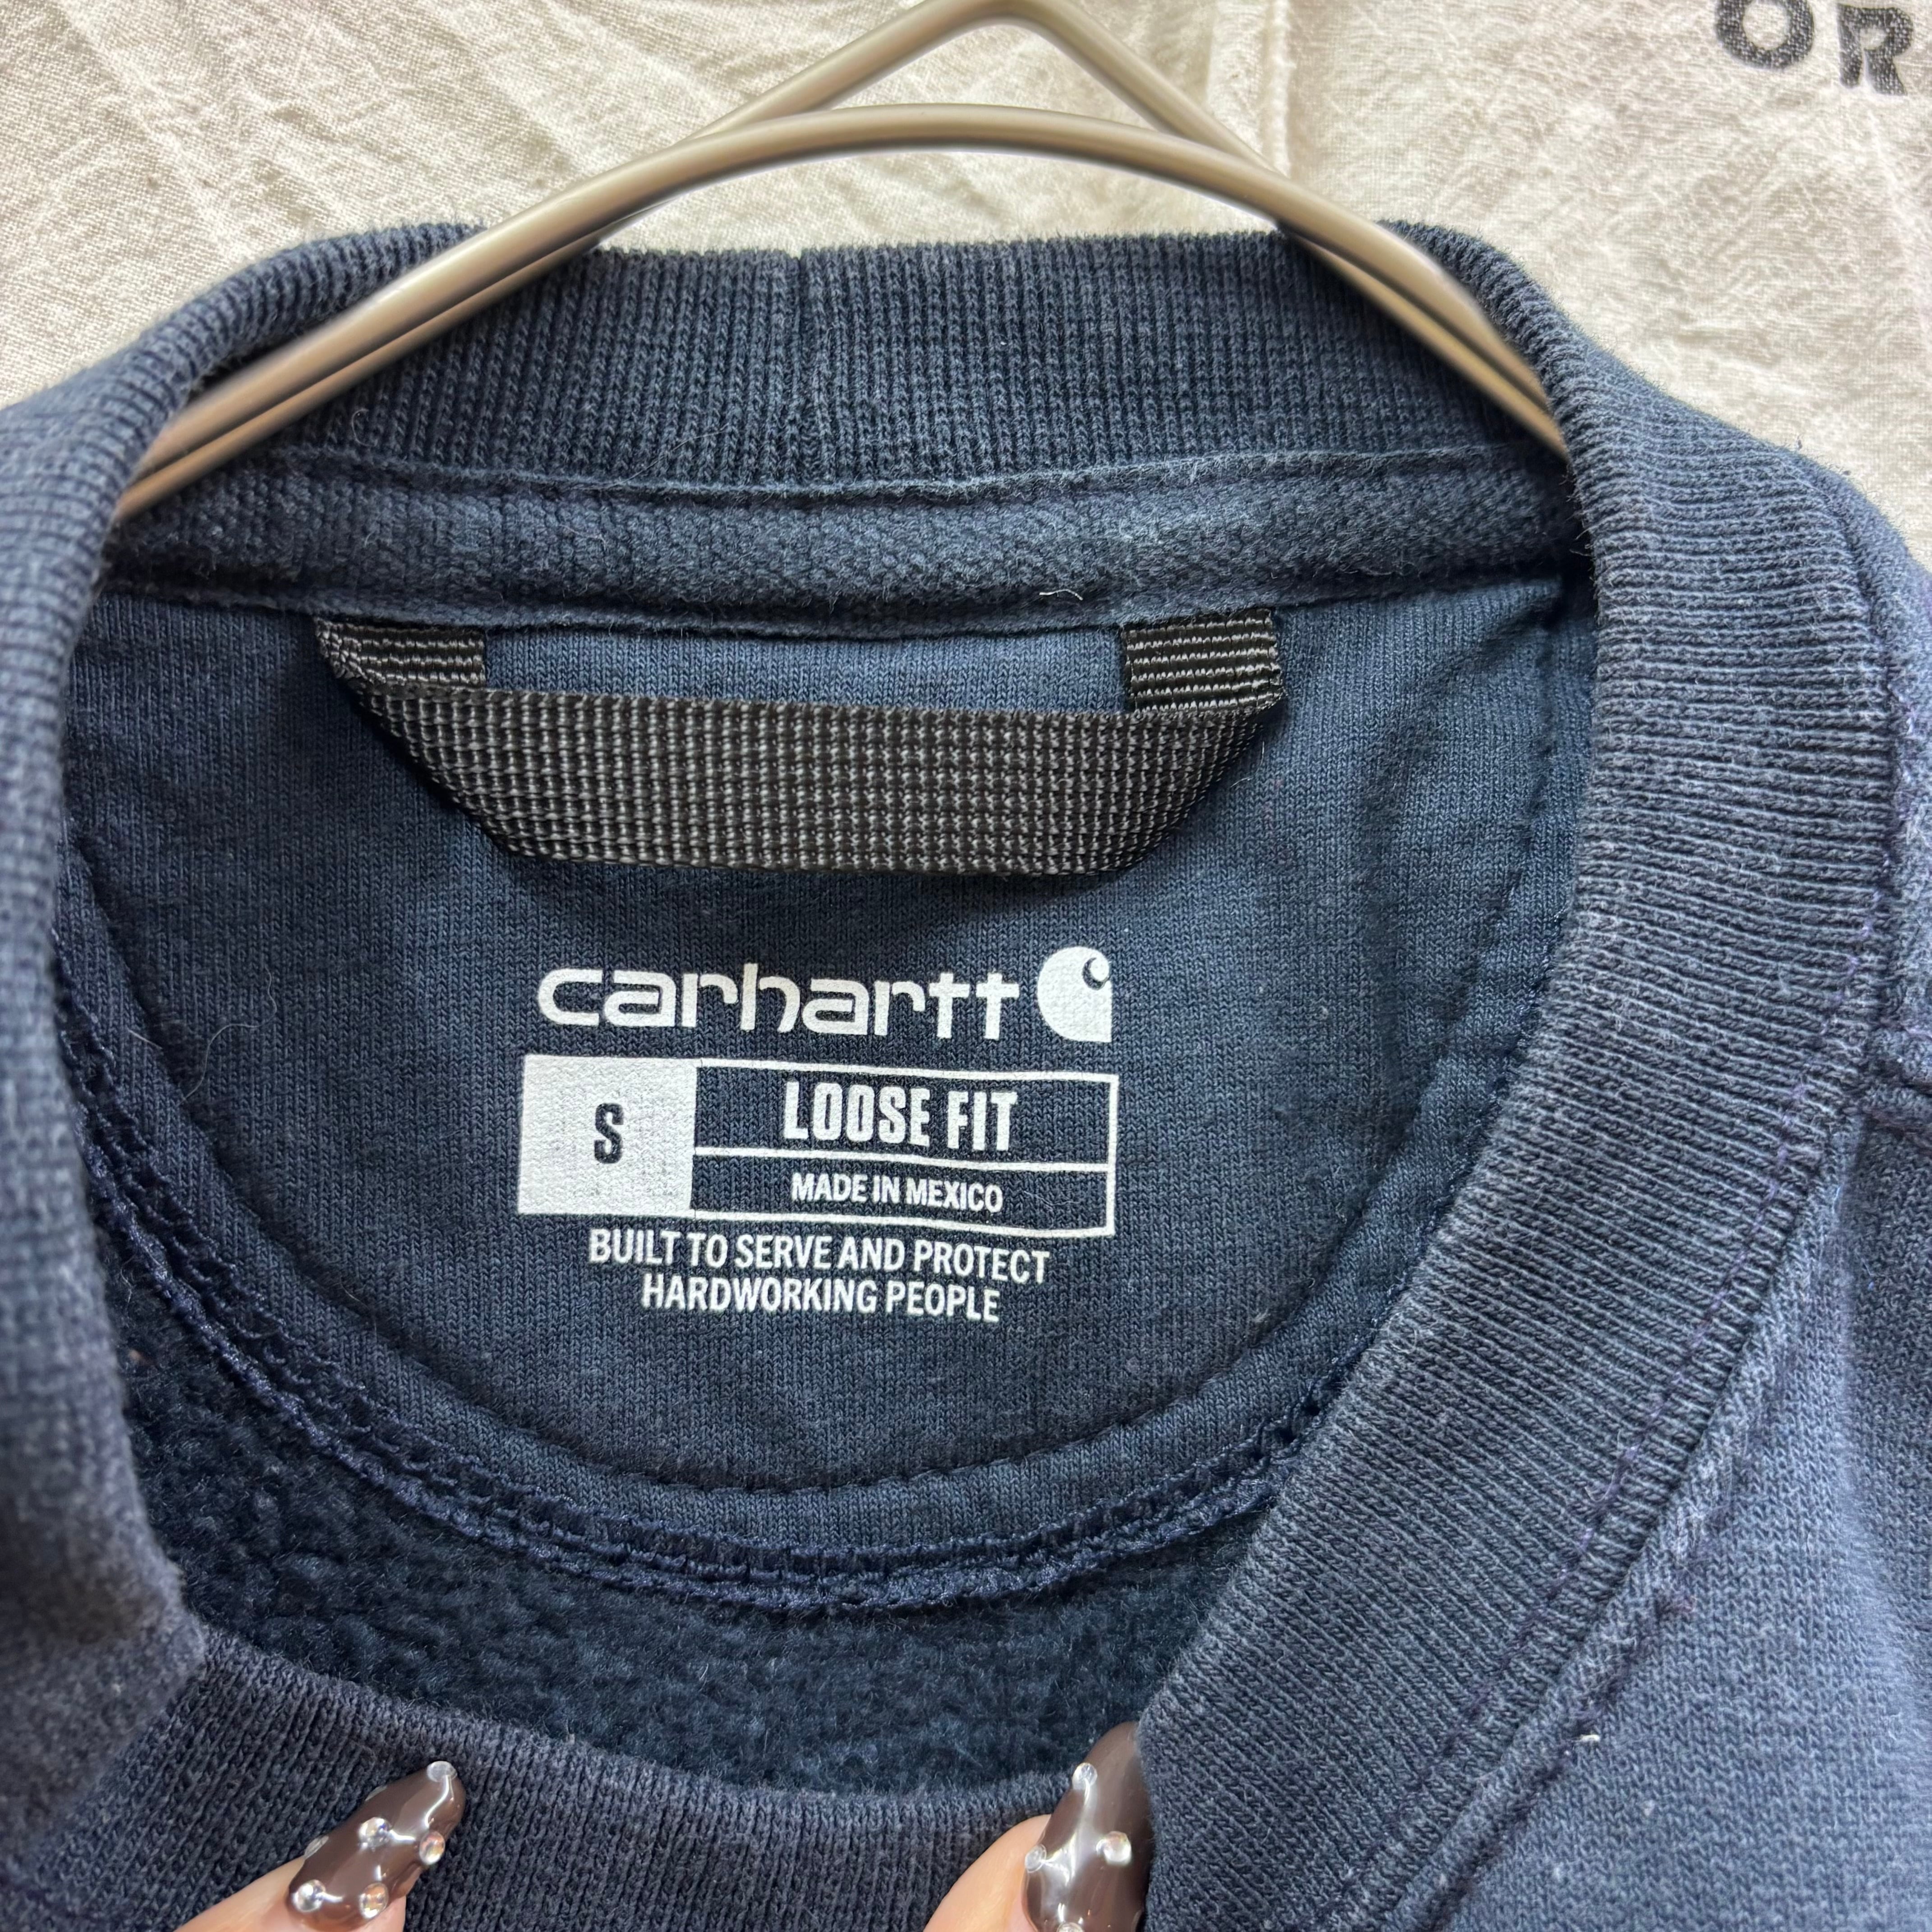 OR
carhartt
S
LOOSE FIT
MADE IN MEXICO
BUILT TO SERVE AND PROTECT
HARDWORKING PEOPLE